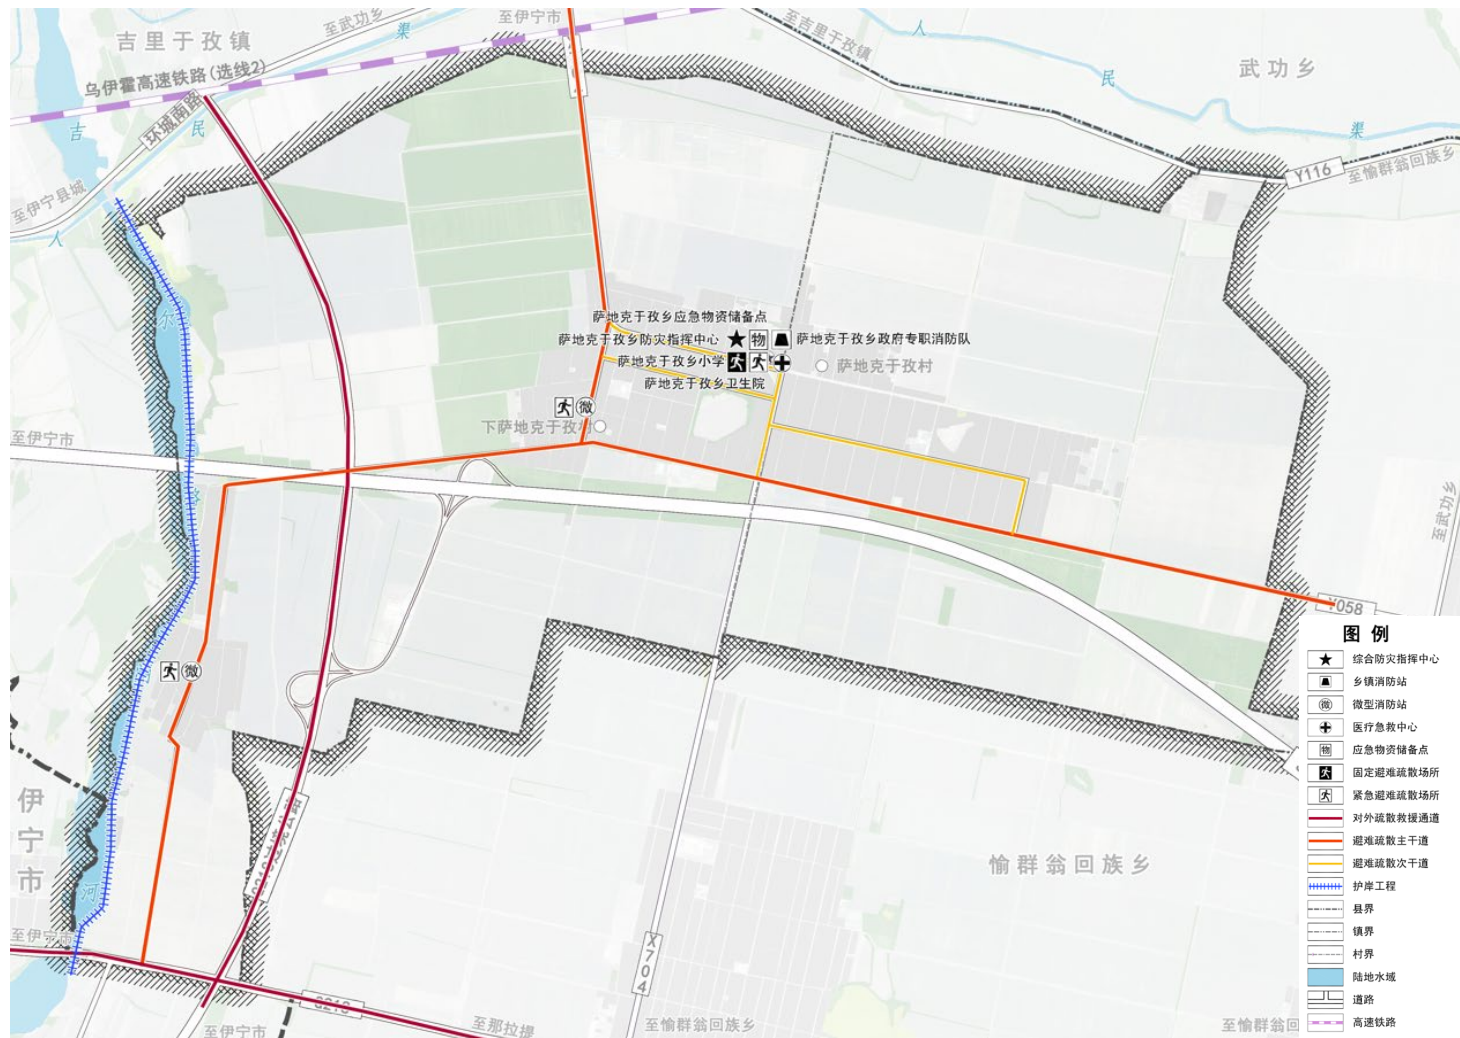 至伊宁市
至武功乡
吉里于孜镇
渠
至吉里于孜镇
人
武功乡
乌伊霍高速铁路(选线2)
民
环城南路
吉
民
渠
Y116
至愉群翁回族乡
至伊宁县城
人
尔
萨地克于孜乡应急物资储备点
萨地克于孜乡防灾指挥中心
物
萨地克于孜乡政府专职消防队
萨地克于孜乡小学
萨地克于孜村
萨地克于孜乡卫生院
微
下萨地克于孜村
至伊宁市
至武功乡
Y058
微
伊宁市
河
愉群翁回族乡
至伊宁市
X704
至伊宁市
至那拉提
至愉群翁回族乡
至愉群翁回
图例
综合防灾指挥中心
乡镇消防站
微 微型消防站
医疗急救中心
物 应急物资储备点
固定避难疏散场所
紧急避难疏散场所
对外疏散救援通道
避难疏散主干道
避难疏散次干道
护岸工程
县界
镇界
村界
陆地水域
道路
高速铁路